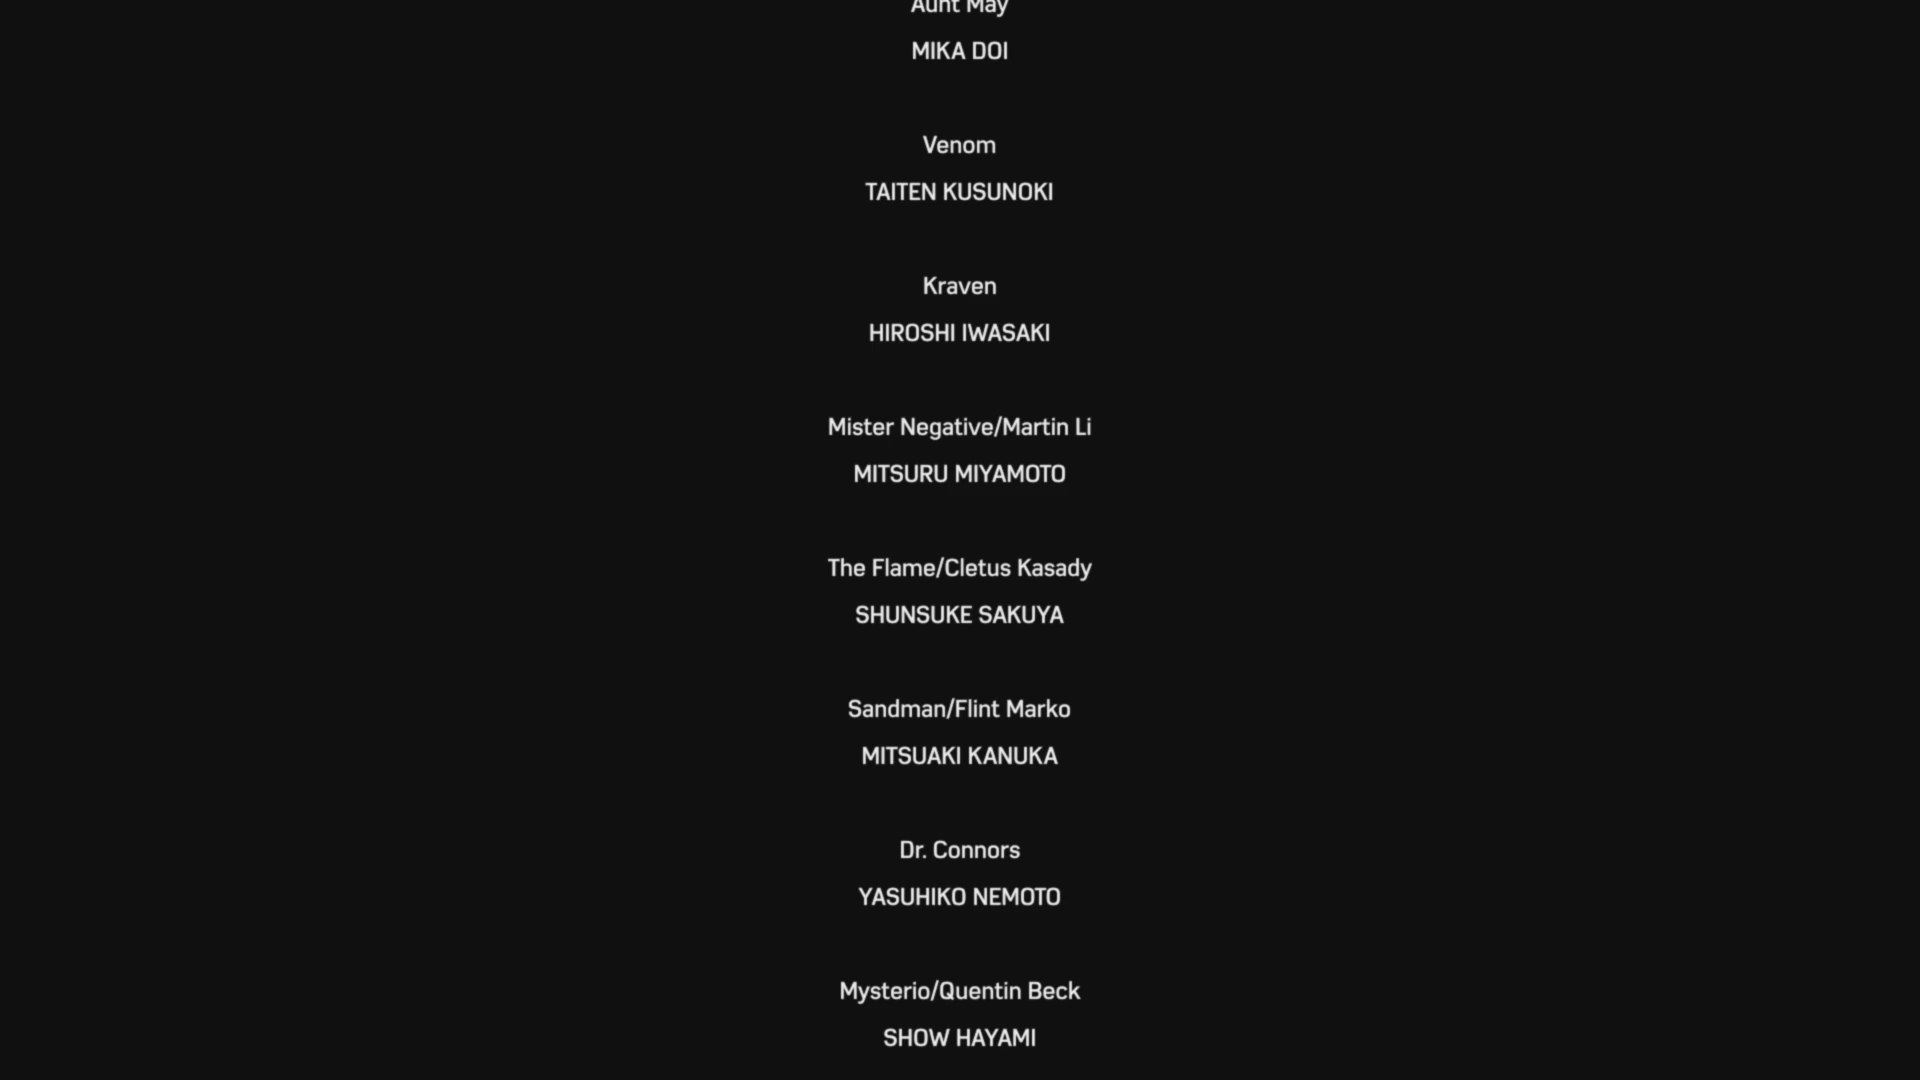 Aunt May
MIKA DOI
Venom
TAITEN KUSUNOKI
Kraven
HIROSHI IWASAKI
Mister Negative/Martin Li
MITSURU MIYAMOTO
The Flame/Cletus Kasady
SHUNSUKE SAKUYA
Sandman/Flint Marko
MITSUAKI KANUKA
Dr. Connors
YASUHIKO NEMOTO
Mysterio/Quentin Beck
SHOW HAYAMI